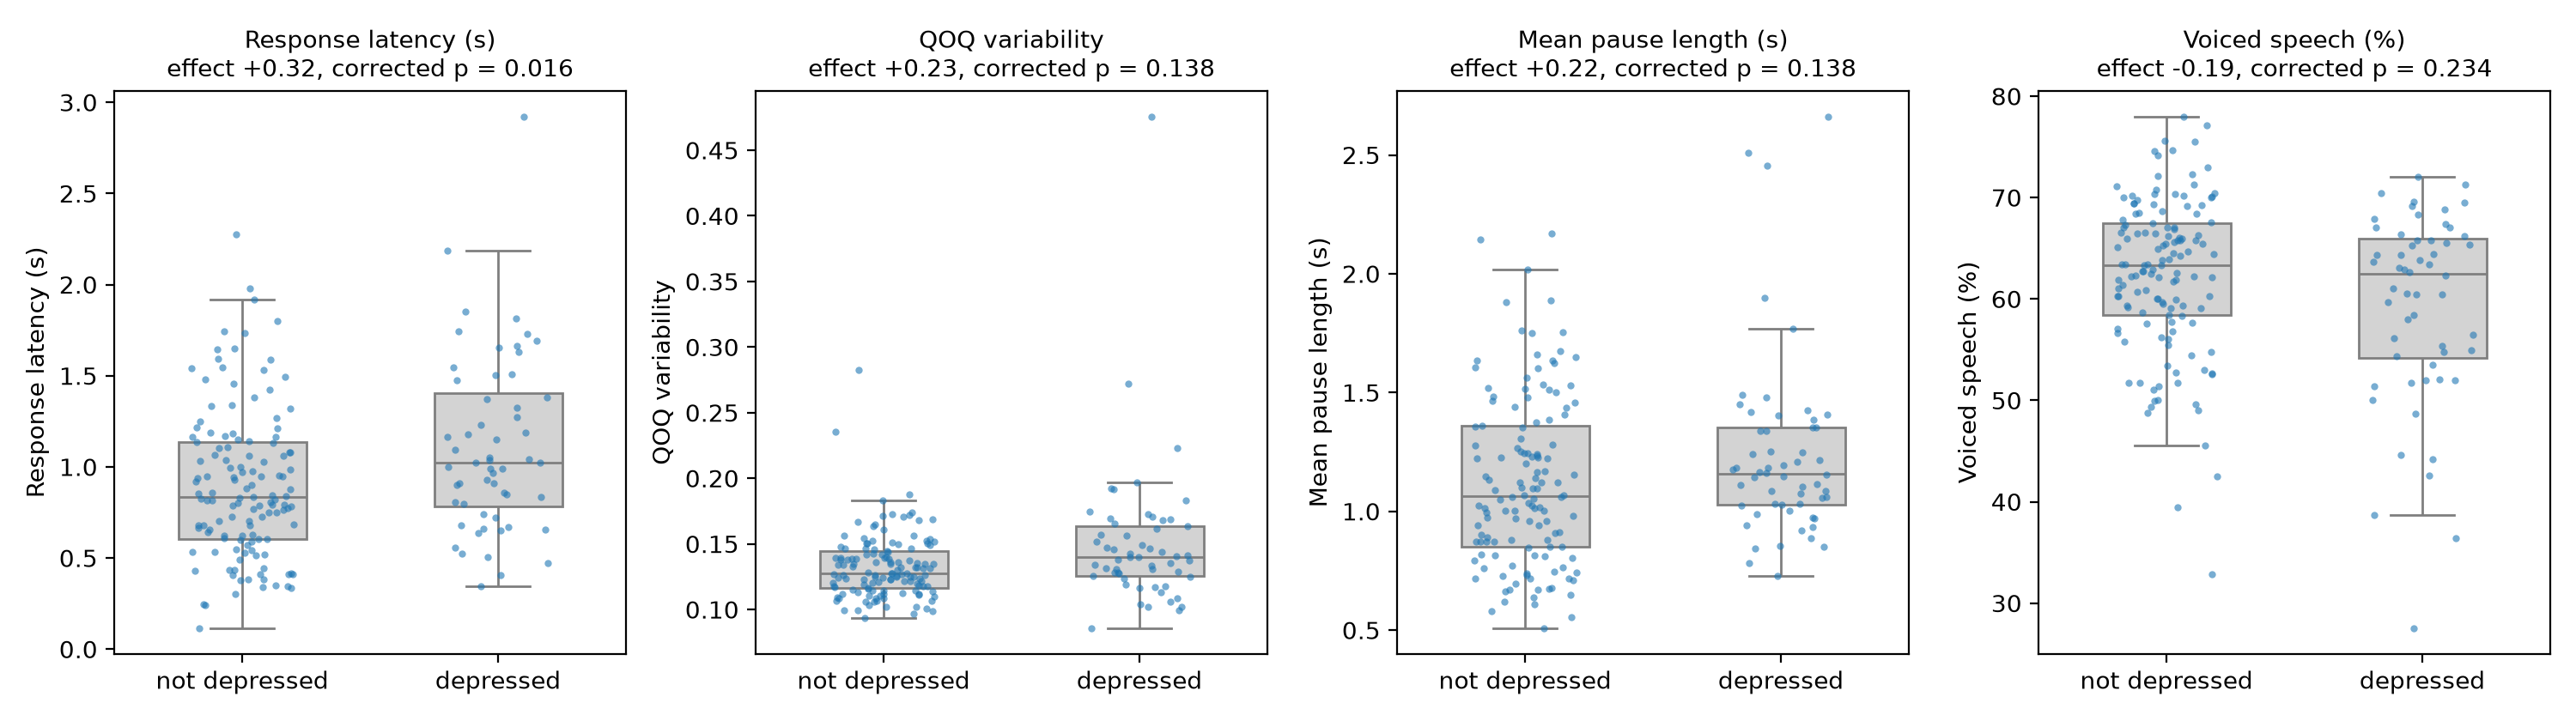 Response latency (s)
effect +0.32, corrected p = 0.016
Response latency (s)
3.0
2.5
2.0
1.5
1.0
0.5
0.0
not depressed
depressed
QOQ variability
effect +0.23, corrected p = 0.138
QOQ variability
0.45
0.40
0.35
0.30
0.25
0.20
0.15
0.10
not depressed
depressed
Mean pause length (s)
effect +0.22, corrected p = 0.138
Mean pause length (s)
2.5
2.0
1.5
1.0
0.5
not depressed
depressed
Voiced speech (%)
effect -0.19, corrected p = 0.234
Voiced speech (%)
80
70
60
50
40
30
not depressed
depressed